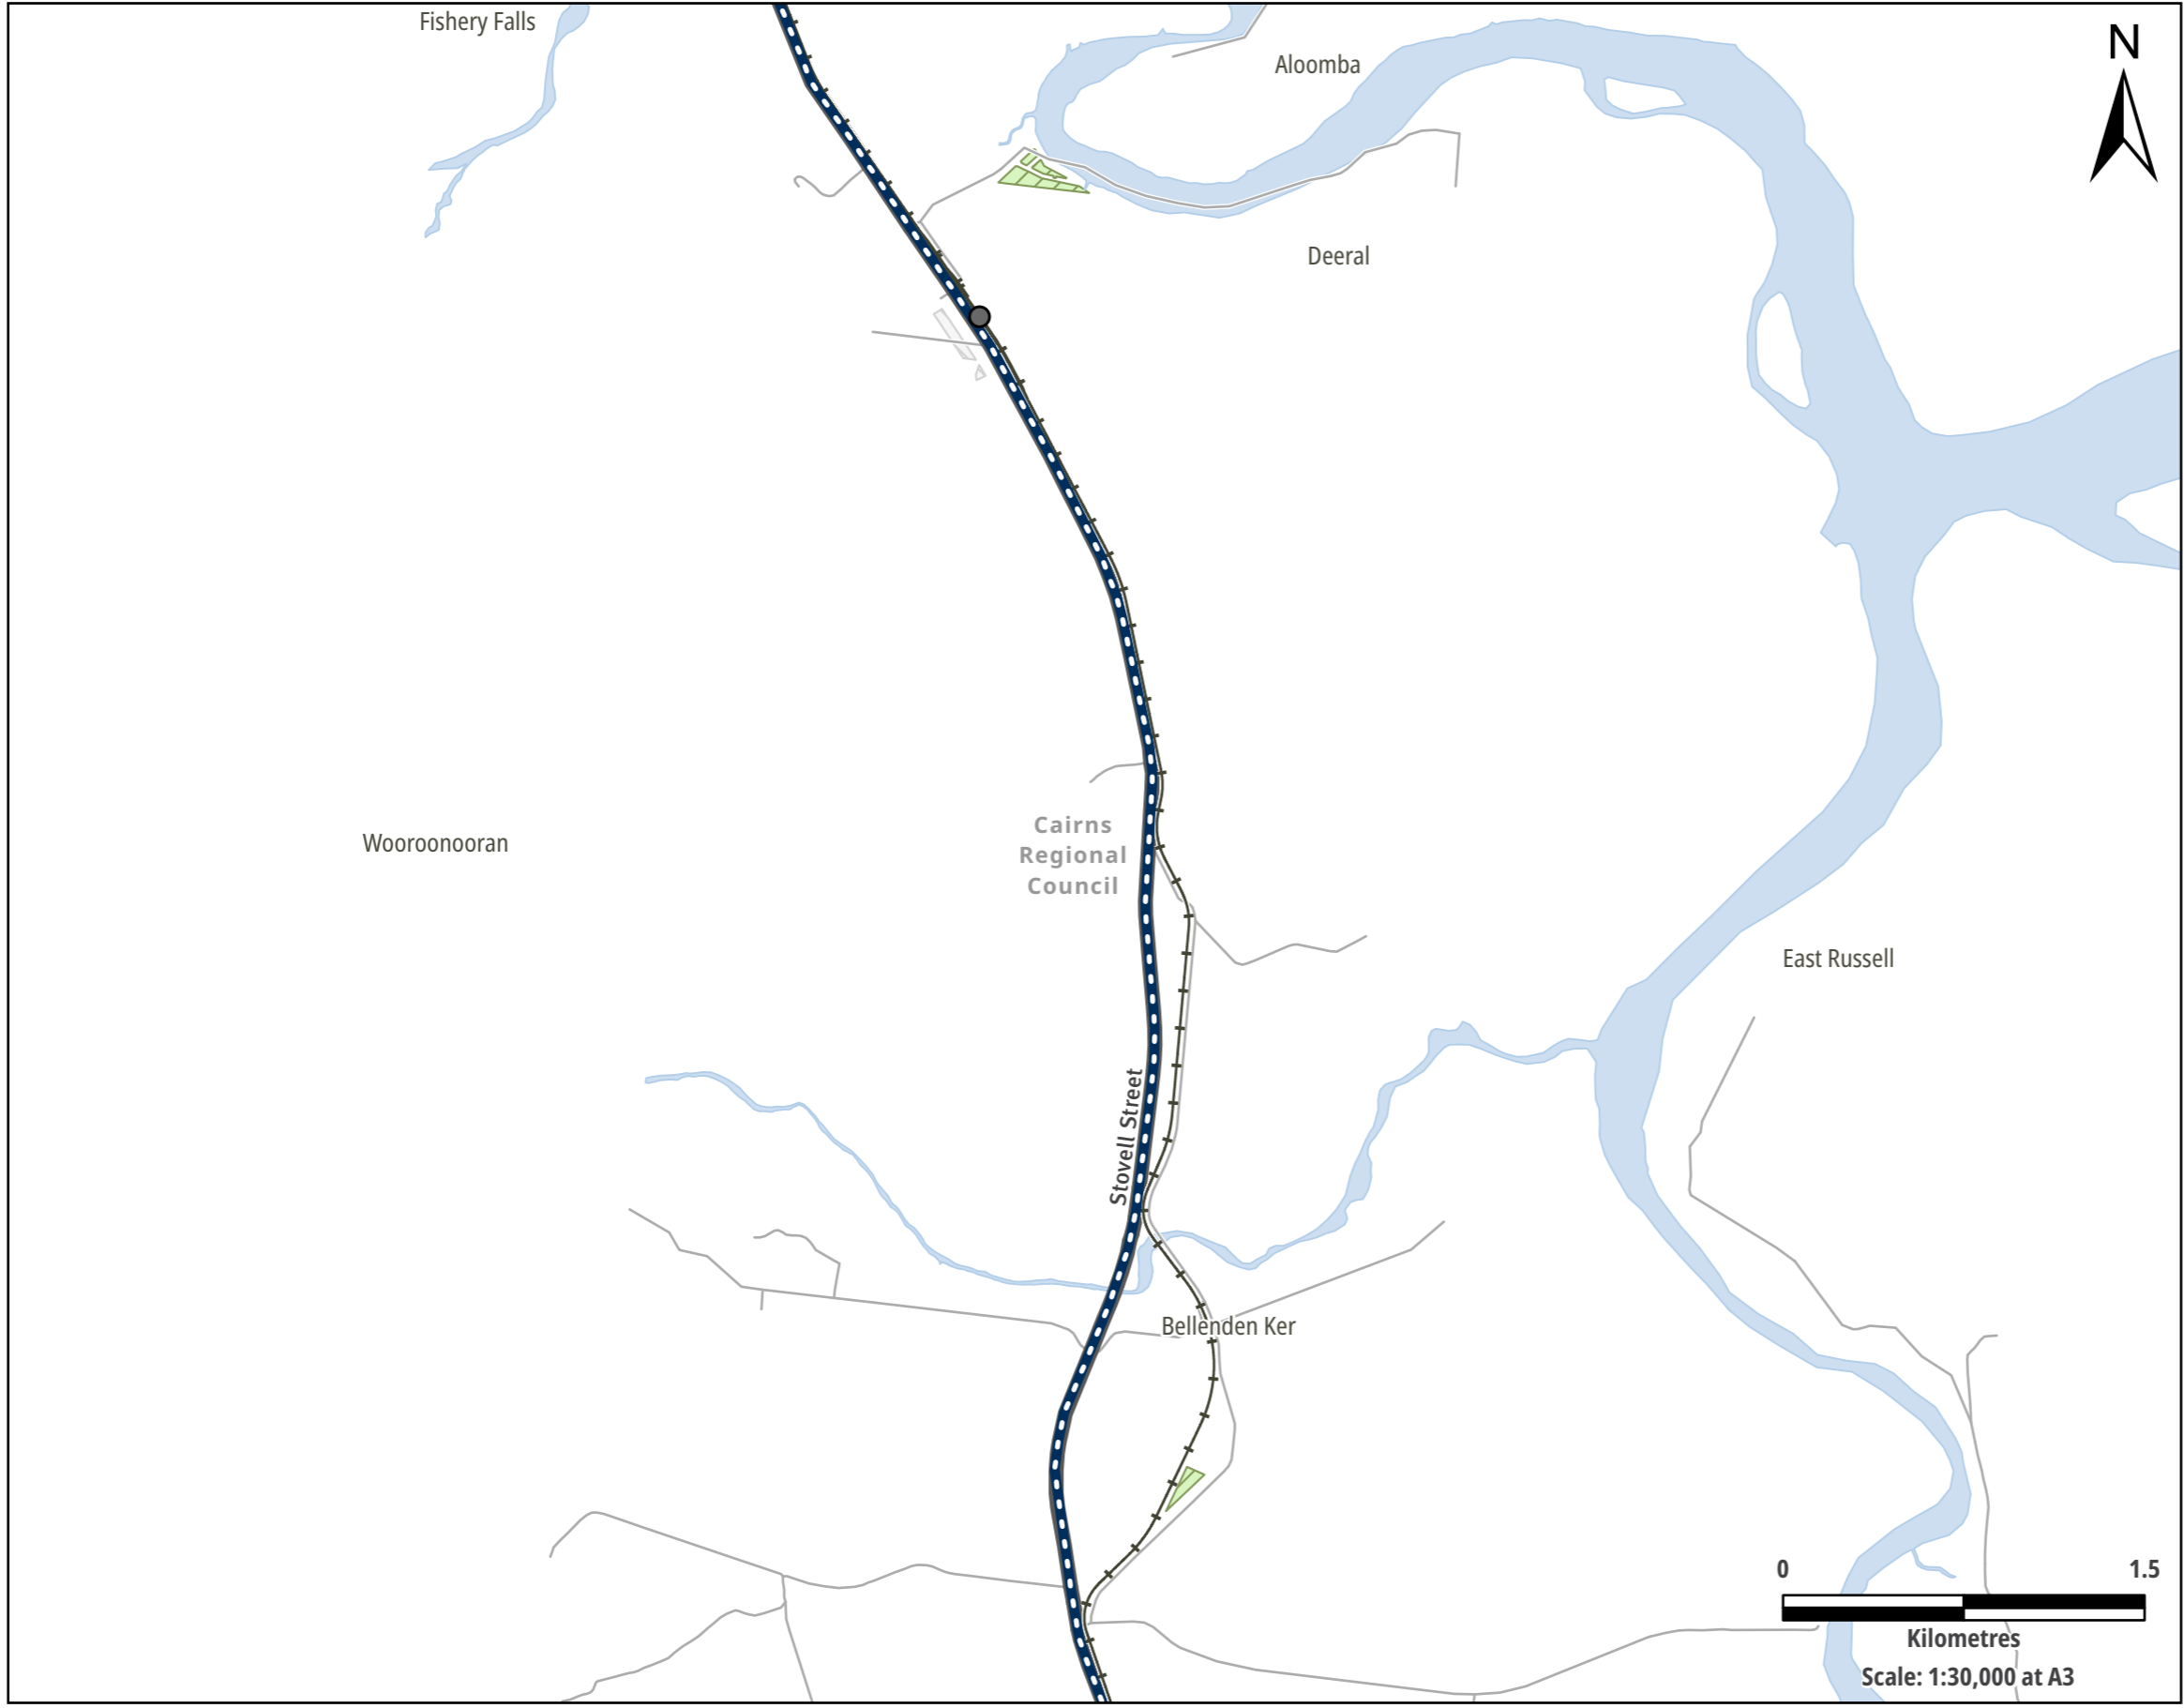 Fishery Falls
N
Aloomba
Deeral
Cairns
Regional
Council
Wooroonooran
East Russell
Stovell Street
Bellenden Ker
0 1.5
Kilometres
Scale: 1:30,000 at A3